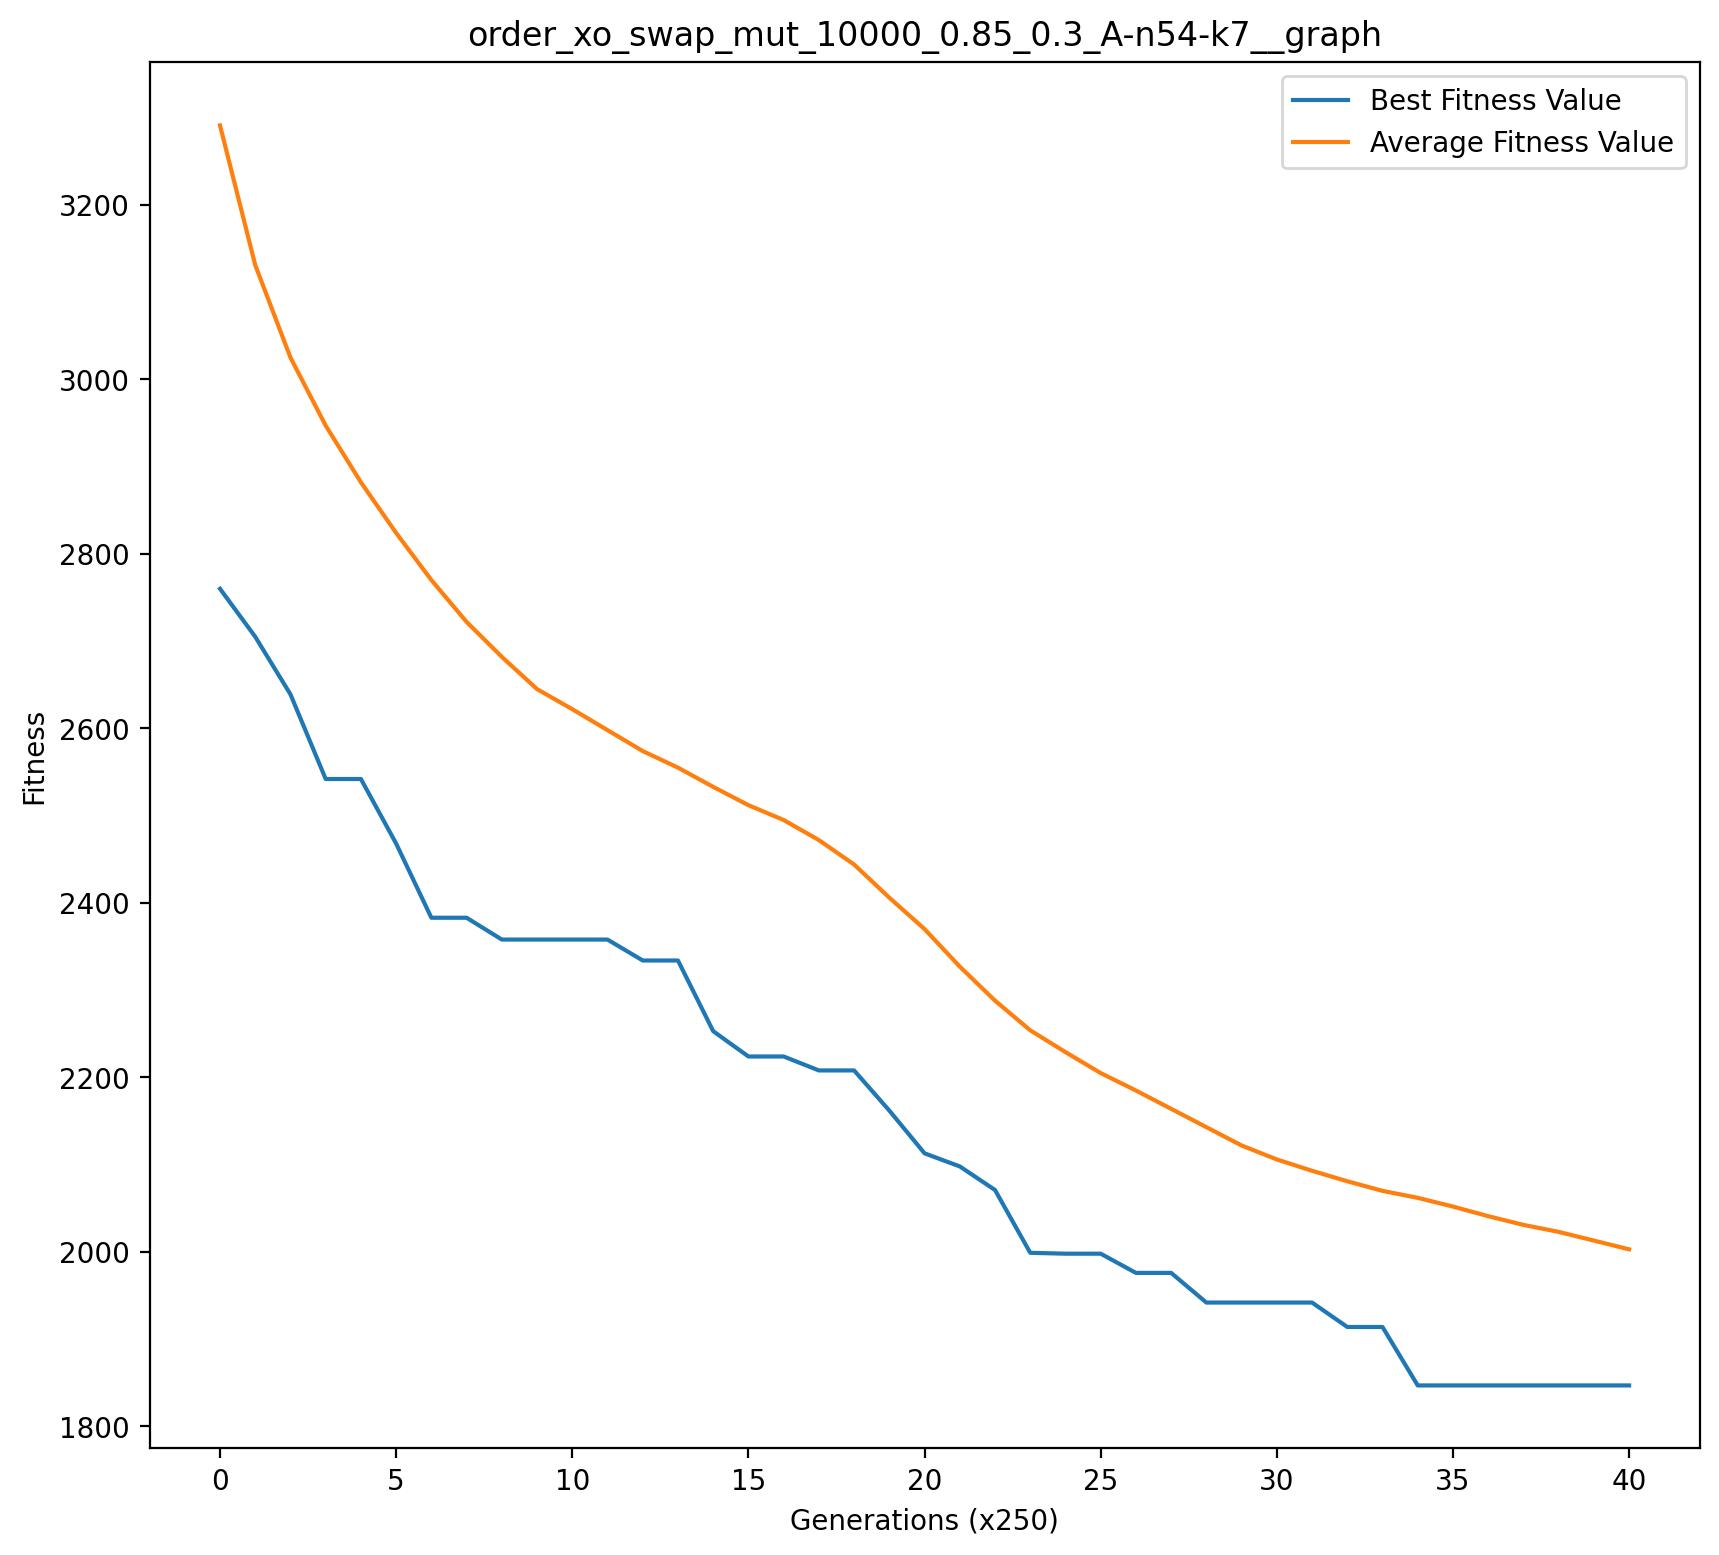 order_xo_swap_mut_10000_0.85_0.3_A-n54-k7__graph
Best Fitness Value
Average Fitness Value
Fitness
3200
3000
2800
2600
2400
2200
2000
1800
0 5 10 15 20 25 30 35 40
Generations (x250)